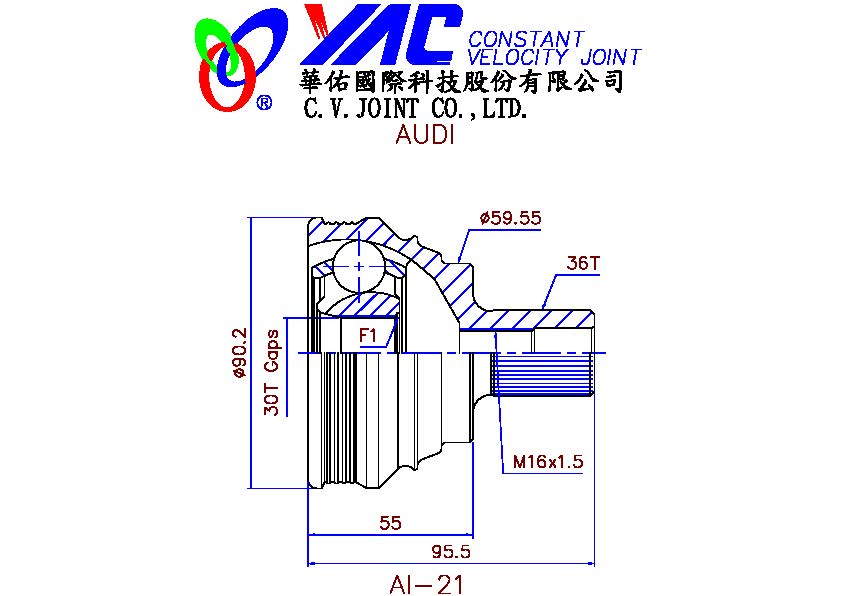 YAC CONSTANT
VELOCITY JOINT
華佑國際科技股份有限公司
®
C.V.JOINT CO.,LTD.
AUDI
ø59.55
36T
ø90.2
30T Gaps
F1
M16x1.5
55
95.5
AI-21